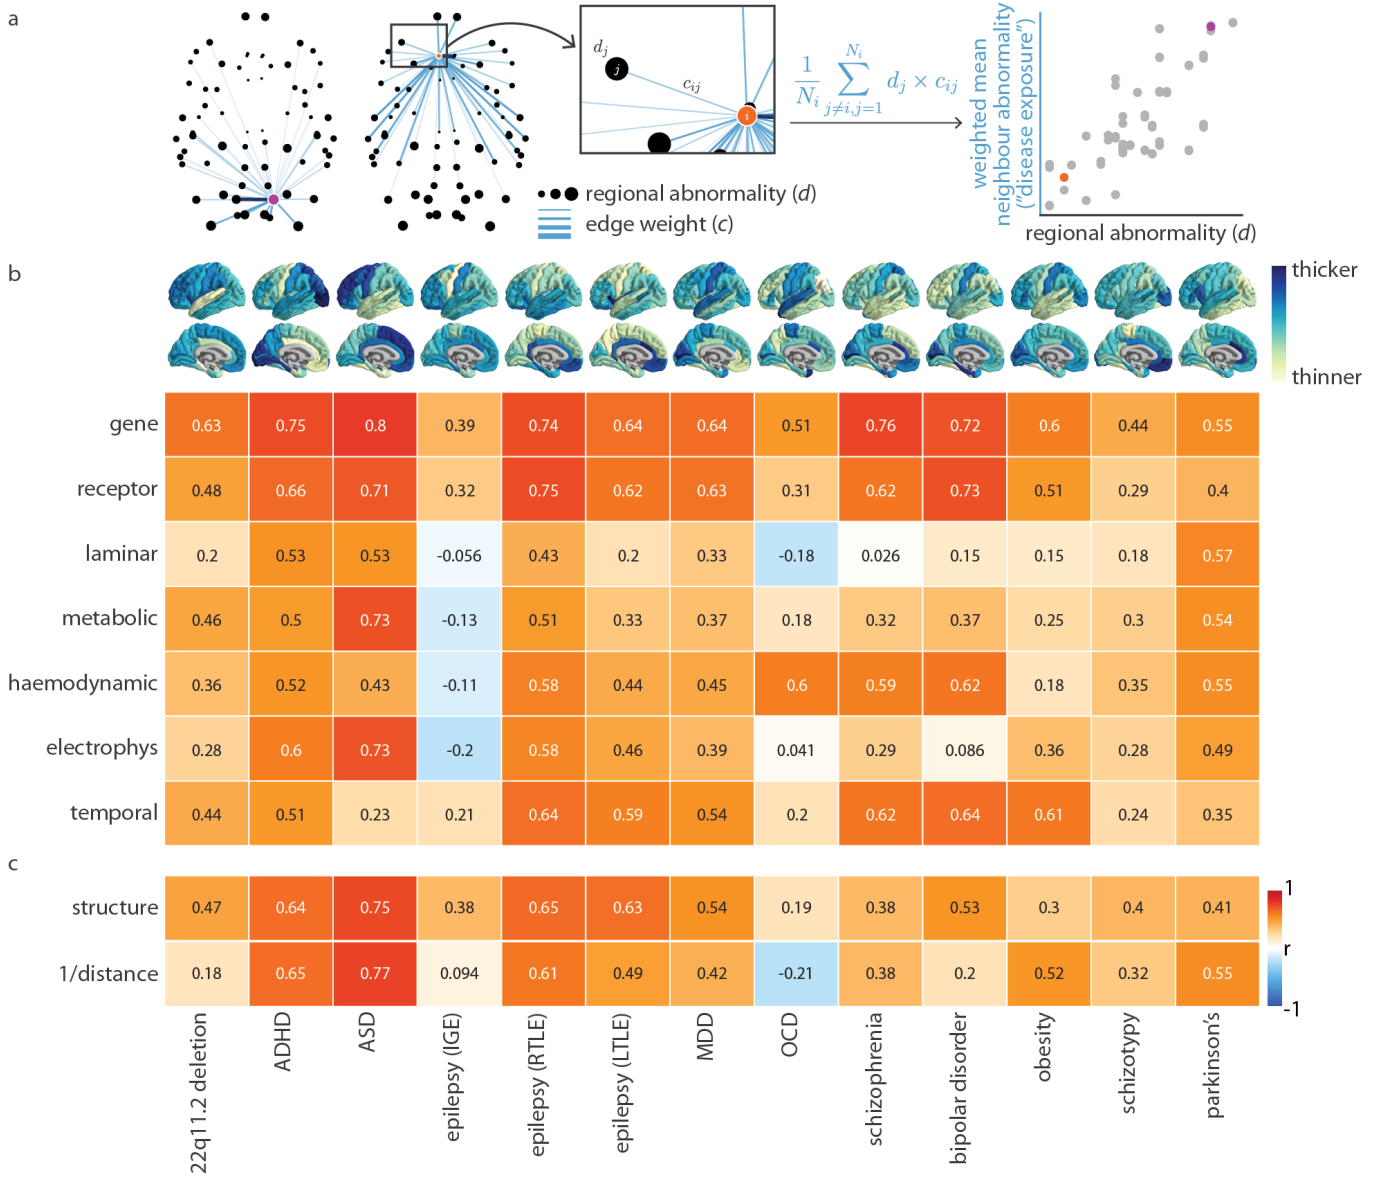 a
d_j
j
c_ij
i
1/N_i ∑_{j≠i,j=1}^{N_i} d_j × c_ij
weighted mean
neighbour abnormality
("disease exposure")
regional abnormality (d)
regional abnormality (d)
edge weight (c)
b
thicker
thinner
gene 0.63 0.75 0.8 0.39 0.74 0.64 0.64 0.51 0.76 0.72 0.6 0.44 0.55
receptor 0.48 0.66 0.71 0.32 0.75 0.62 0.63 0.31 0.62 0.73 0.51 0.29 0.4
laminar 0.2 0.53 0.53 -0.056 0.43 0.2 0.33 -0.18 0.026 0.15 0.15 0.18 0.57
metabolic 0.46 0.5 0.73 -0.13 0.51 0.33 0.37 0.18 0.32 0.37 0.25 0.3 0.54
haemodynamic 0.36 0.52 0.43 -0.11 0.58 0.44 0.45 0.6 0.59 0.62 0.18 0.35 0.55
electrophys 0.28 0.6 0.73 -0.2 0.58 0.46 0.39 0.041 0.29 0.086 0.36 0.28 0.49
temporal 0.44 0.51 0.23 0.21 0.64 0.59 0.54 0.2 0.62 0.64 0.61 0.24 0.35
c
structure 0.47 0.64 0.75 0.38 0.65 0.63 0.54 0.19 0.38 0.53 0.3 0.4 0.41
1/distance 0.18 0.65 0.77 0.094 0.61 0.49 0.42 -0.21 0.38 0.2 0.52 0.32 0.55
1
r
-1
22q11.2 deletion
ADHD
ASD
epilepsy (IGE)
epilepsy (RTLE)
epilepsy (LTLE)
MDD
OCD
schizophrenia
bipolar disorder
obesity
schizotypy
parkinson's